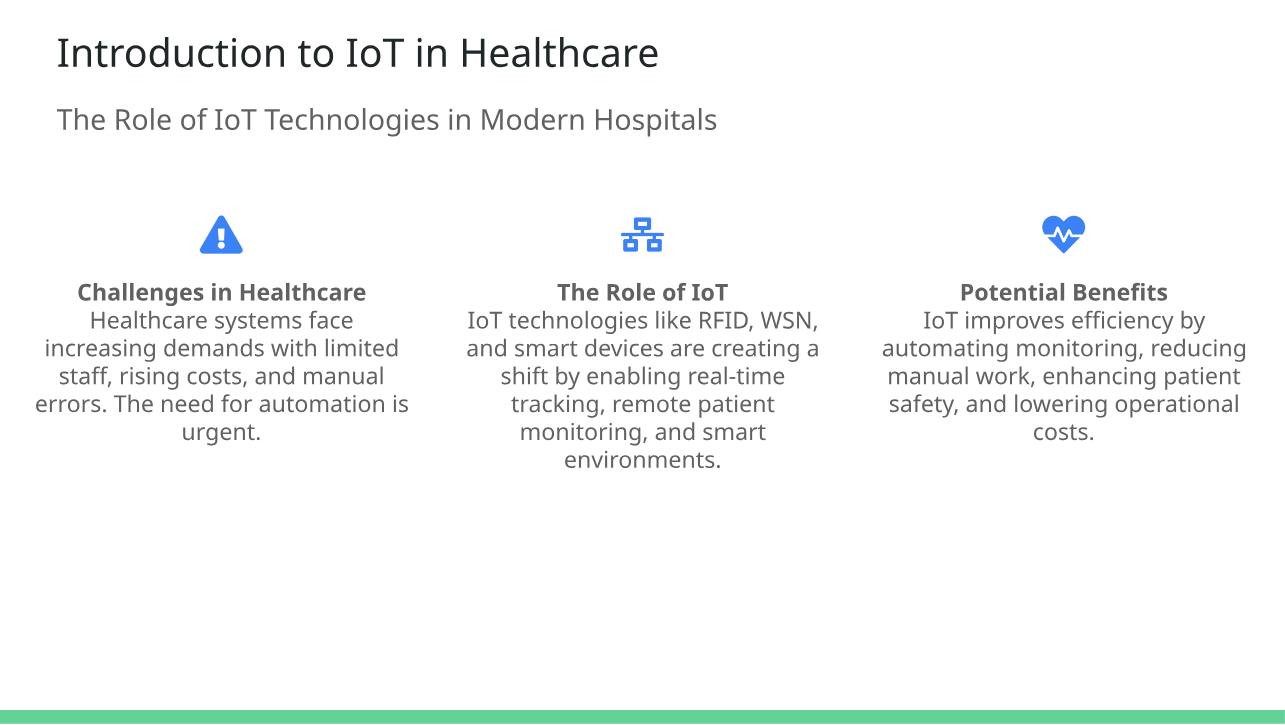 Introduction to IoT in Healthcare
The Role of IoT Technologies in Modern Hospitals
Challenges in Healthcare
Healthcare systems face
increasing demands with limited
staff, rising costs, and manual
errors. The need for automation is
urgent.
The Role of IoT
IoT technologies like RFID, WSN,
and smart devices are creating a
shift by enabling real-time
tracking, remote patient
monitoring, and smart
environments.
Potential Benefits
IoT improves efficiency by
automating monitoring, reducing
manual work, enhancing patient
safety, and lowering operational
costs.